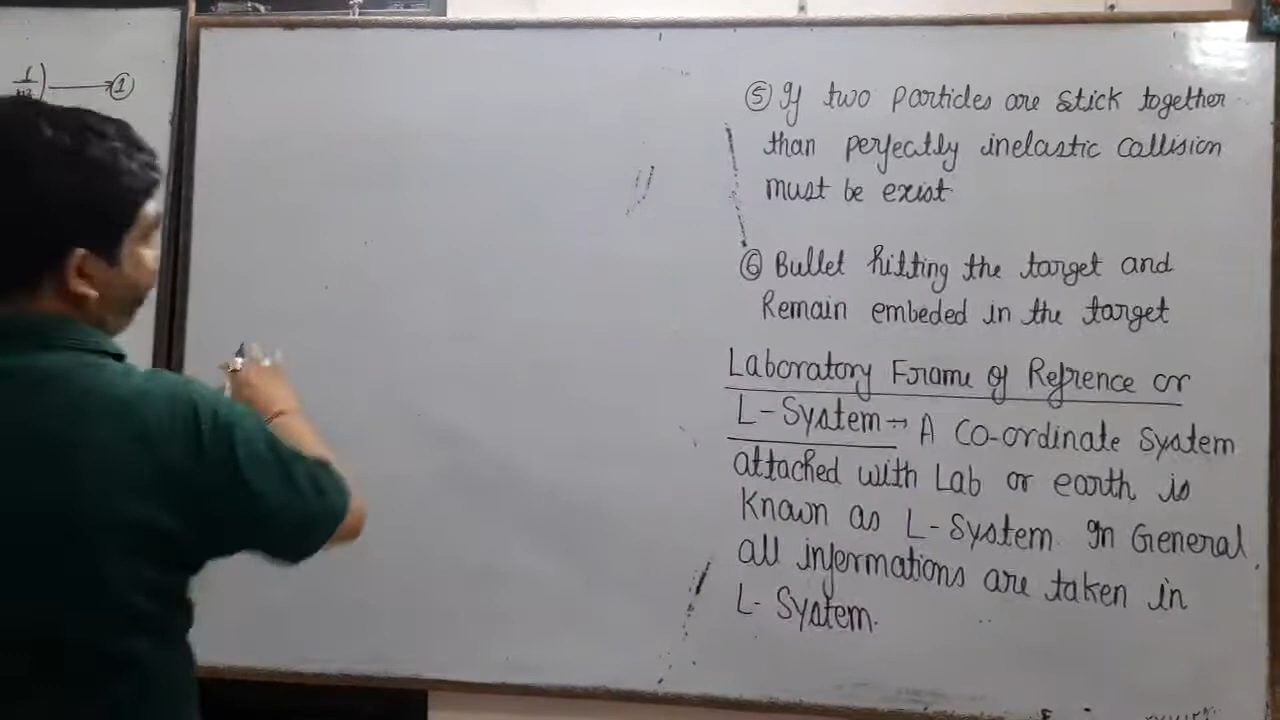 ①
⑤ If two particles are stick together
than perfectly inelastic collision
must be exist
⑥ Bullet hitting the target and
Remain embeded in the target
Laboratory Frame of Refrence or
L-System → A Co-ordinate System
attached with Lab or earth is
Known as L-System. In General
all informations are taken in
L-System.